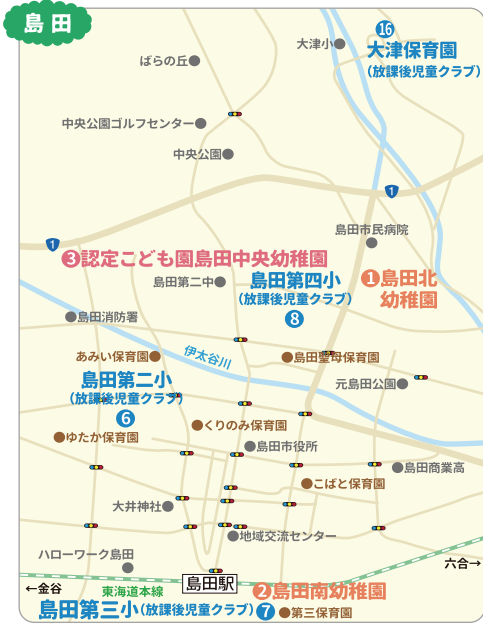 島田
⑯
大津小
大津保育園
(放課後児童クラブ)
ばらの丘
中央公園ゴルフセンター
中央公園
1
島田市民病院
1
③認定こども園島田中央幼稚園
島田第二中
島田第四小
(放課後児童クラブ)
⑧
①島田北
幼稚園
島田消防署
あみい保育園
伊太谷川
島田聖母保育園
島田第二小
(放課後児童クラブ)
⑥
元島田公園
くりのみ保育園
ゆたか保育園
島田市役所
島田商業高
こばと保育園
大井神社
地域交流センター
ハローワーク島田
六合→
←金谷
東海道本線
島田駅
②島田南幼稚園
島田第三小(放課後児童クラブ)⑦
第三保育園